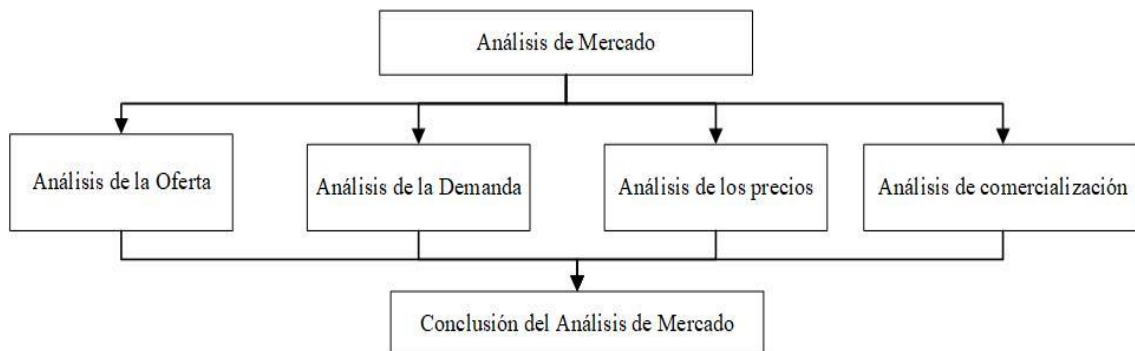 Análisis de Mercado
Análisis de la Oferta
Análisis de la Demanda
Análisis de los precios
Análisis de comercialización
Conclusión del Análisis de Mercado